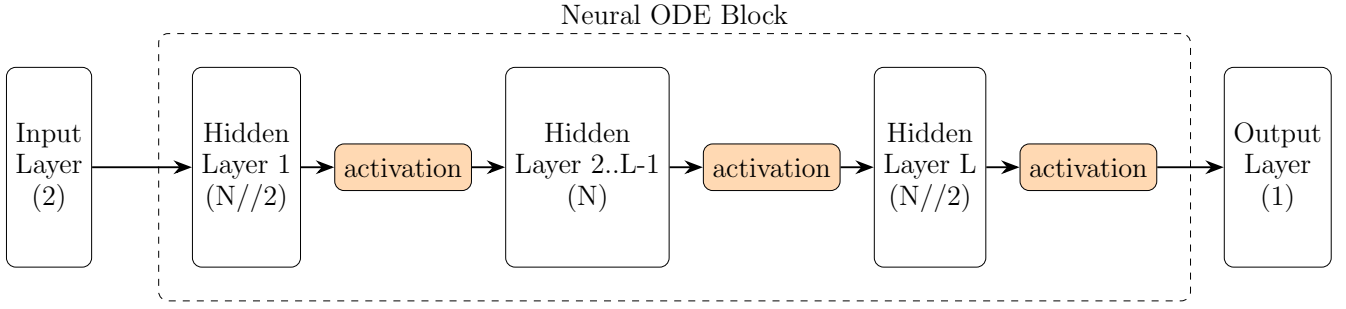 Neural ODE Block
Input
Layer
(2)
Hidden
Layer 1
(N//2)
activation
Hidden
Layer 2..L-1
(N)
activation
Hidden
Layer L
(N//2)
activation
Output
Layer
(1)